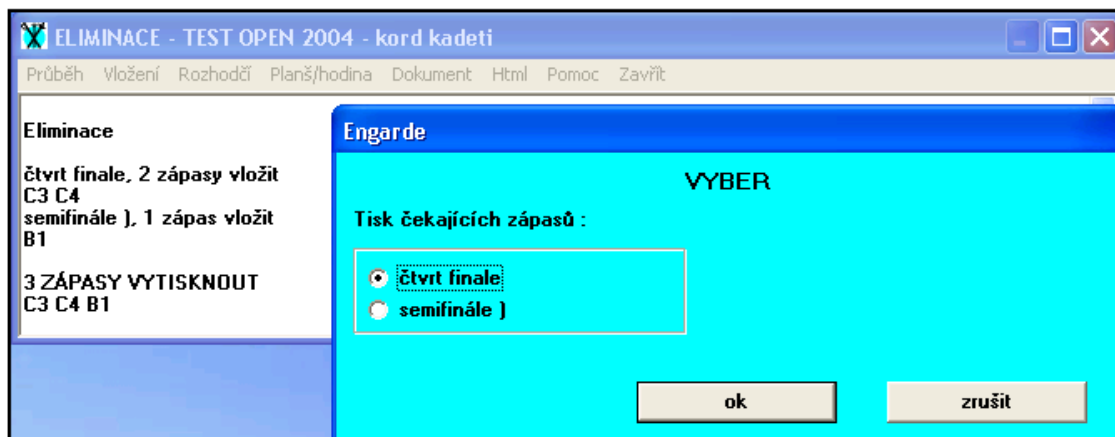 ELIMINACE - TEST OPEN 2004 - kord kadeti
Průběh Vložení Rozhodčí Planš/hodina Dokument Html Pomoc Zavřít
Eliminace
čtvrt finale, 2 zápasy vložit
C3 C4
semifinále ), 1 zápas vložit
B1
3 ZÁPASY VYTISKNOUT
C3 C4 B1
Engarde
VYBER
Tisk čekajících zápasů :
čtvrt finale
semifinále )
ok zrušit